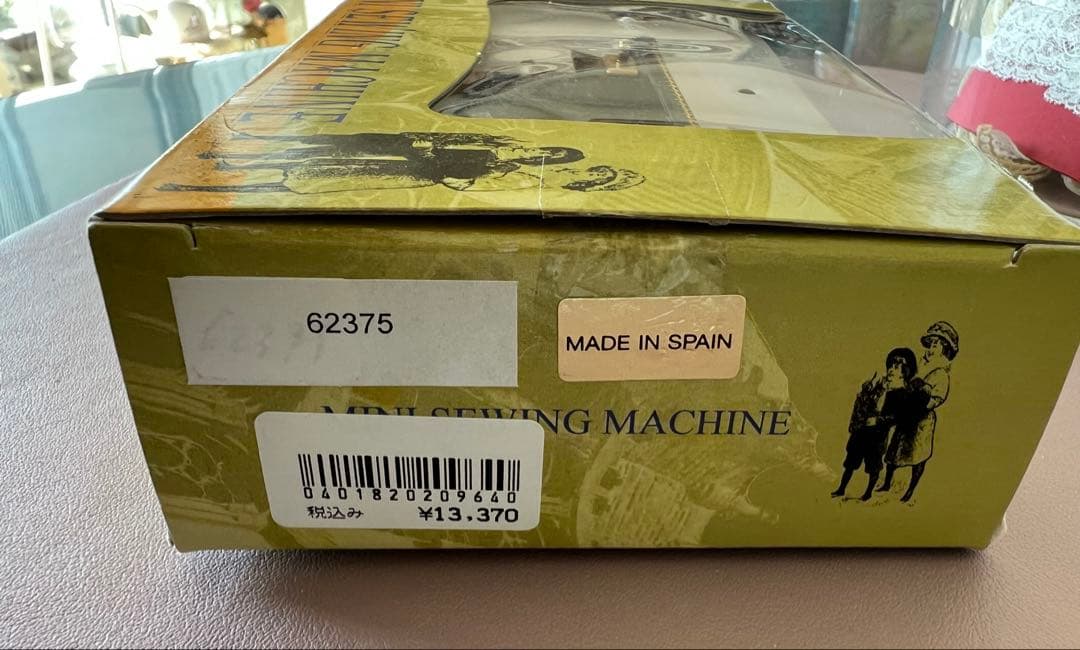 62375
MADE IN SPAIN
MINI SEWING MACHINE
0401820209640
税込み ¥13,370